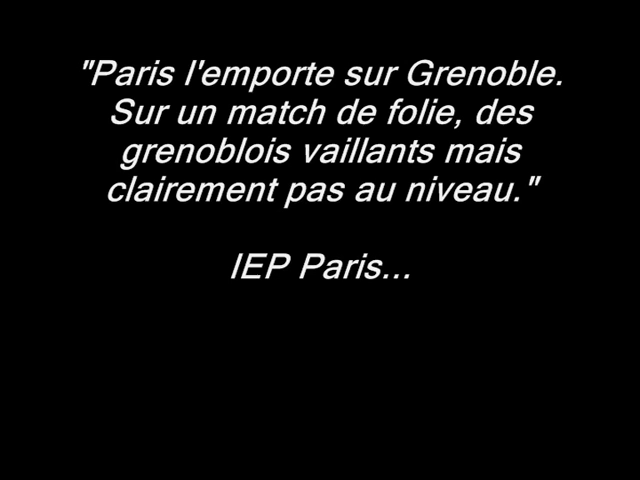 "Paris l'emporte sur Grenoble.
Sur un match de folie, des
grenoblois vaillants mais
clairement pas au niveau."
IEP Paris...